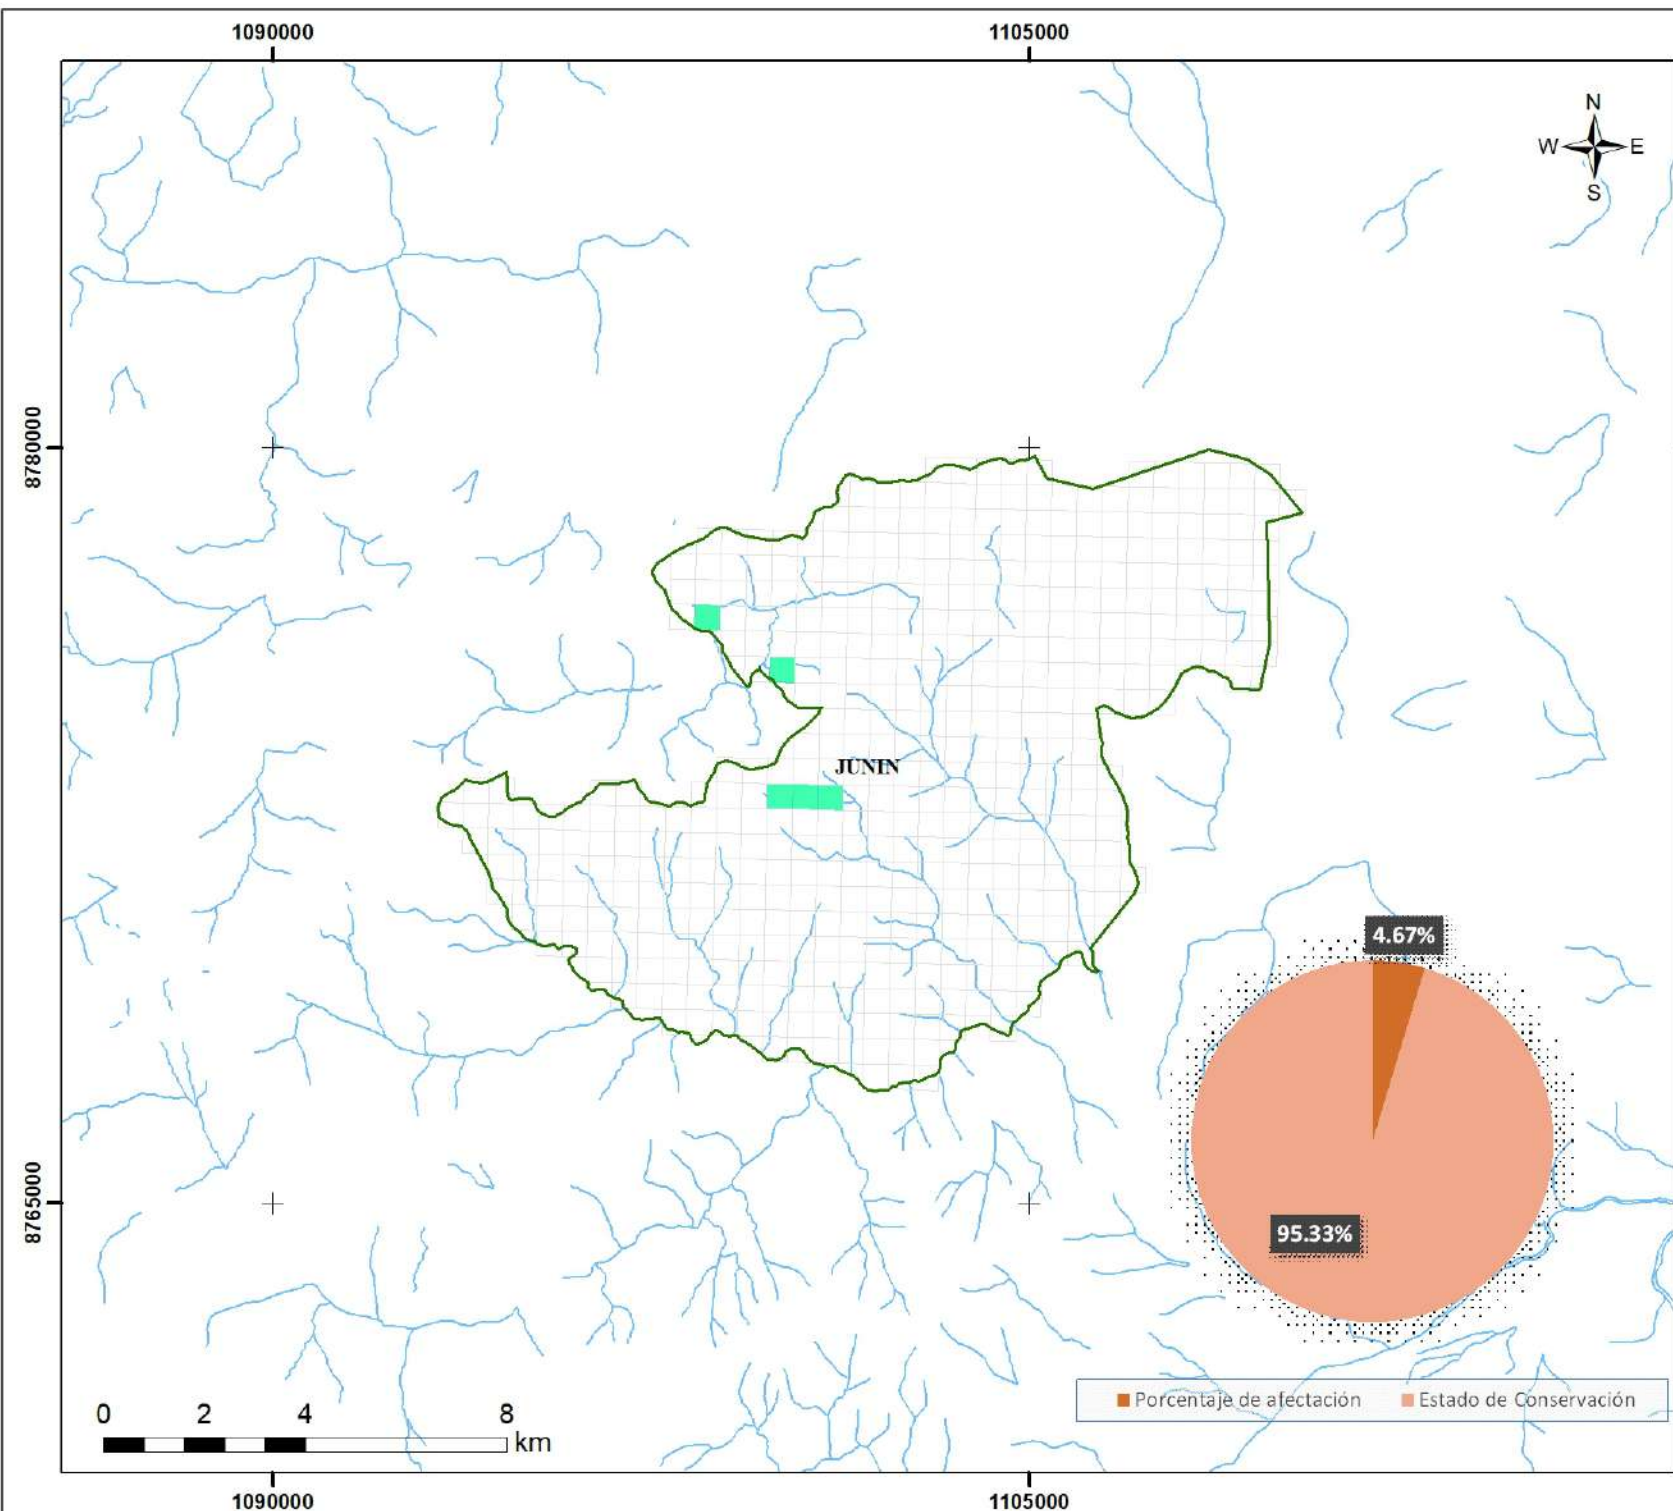 1090000 1105000
N
W E
S
8780000
JUNIN
4.67%
8765000
95.33%
Porcentaje de afectación Estado de Conservación
0 2 4 8
km
1090000 1105000